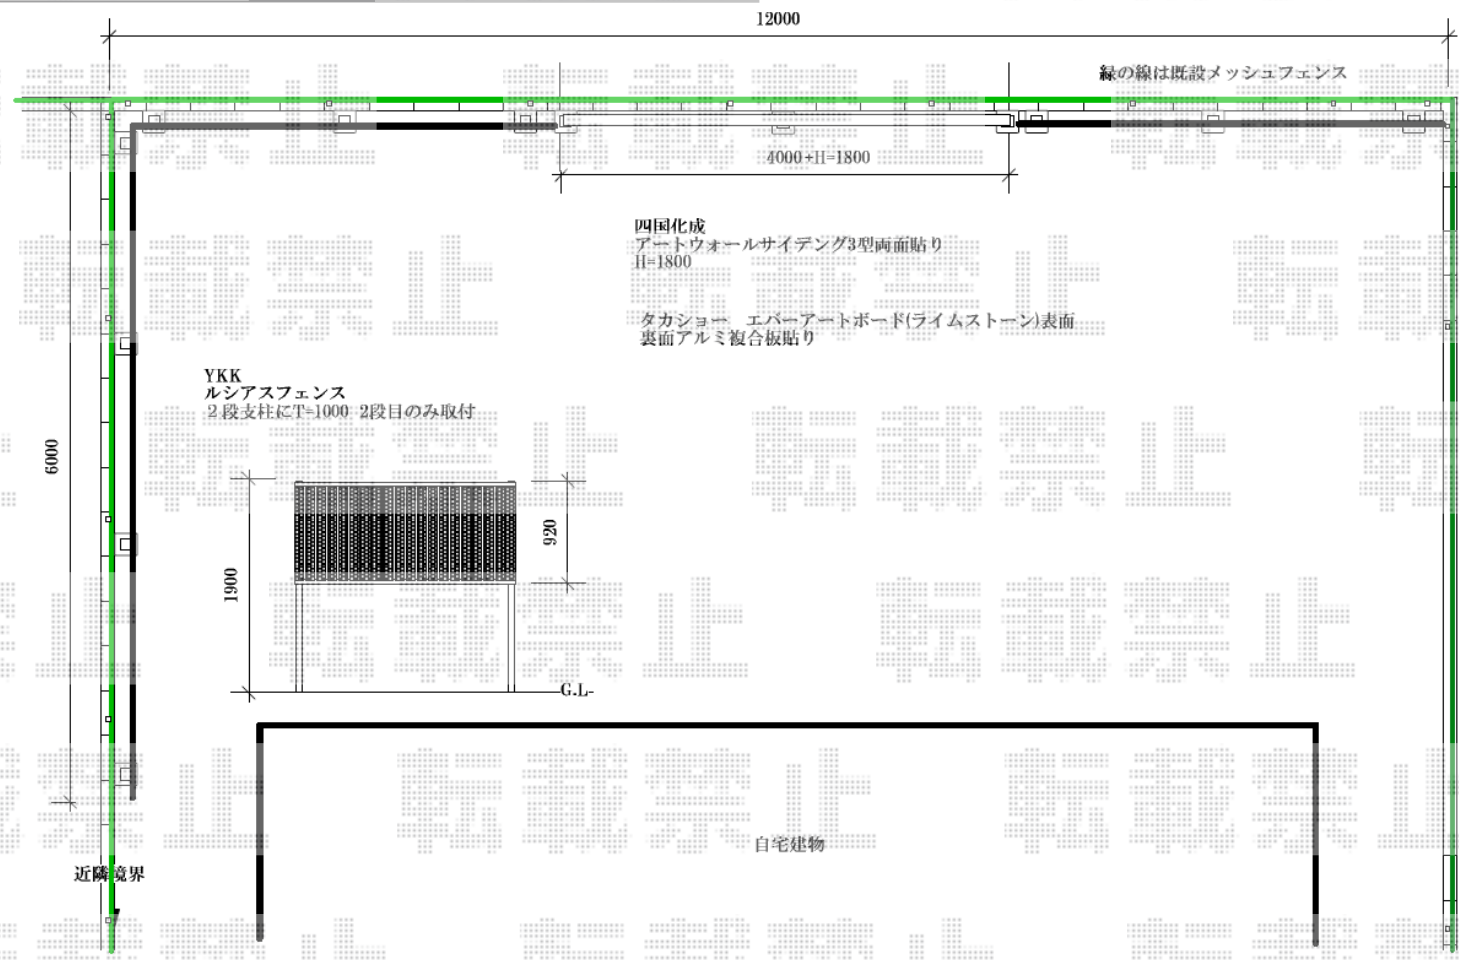 12000
緑の線は既設メッシュフェンス
4000+H=1800
四国化成
アートウォールサイデング3型両面貼り
H=1800
タカショー　エバーアートボード(ライムストーン)表面
裏面アルミ複合板貼り
YKK
ルシアスフェンス
２段支柱にT=1000 2段目のみ取付
6000
1900
920
G.L-
自宅建物
近隣境界
転載禁止